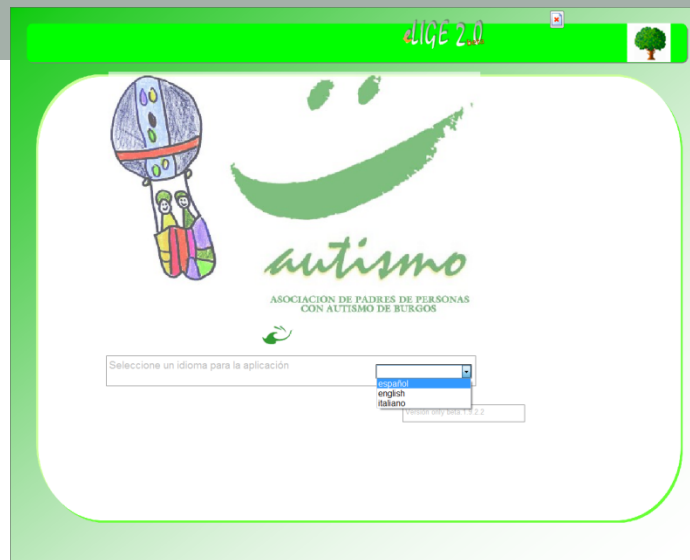 eLIGE 2.0
autismo
ASOCIACIÓN DE PADRES DE PERSONAS
CON AUTISMO DE BURGOS
Seleccione un idioma para la aplicación
español
english
italiano